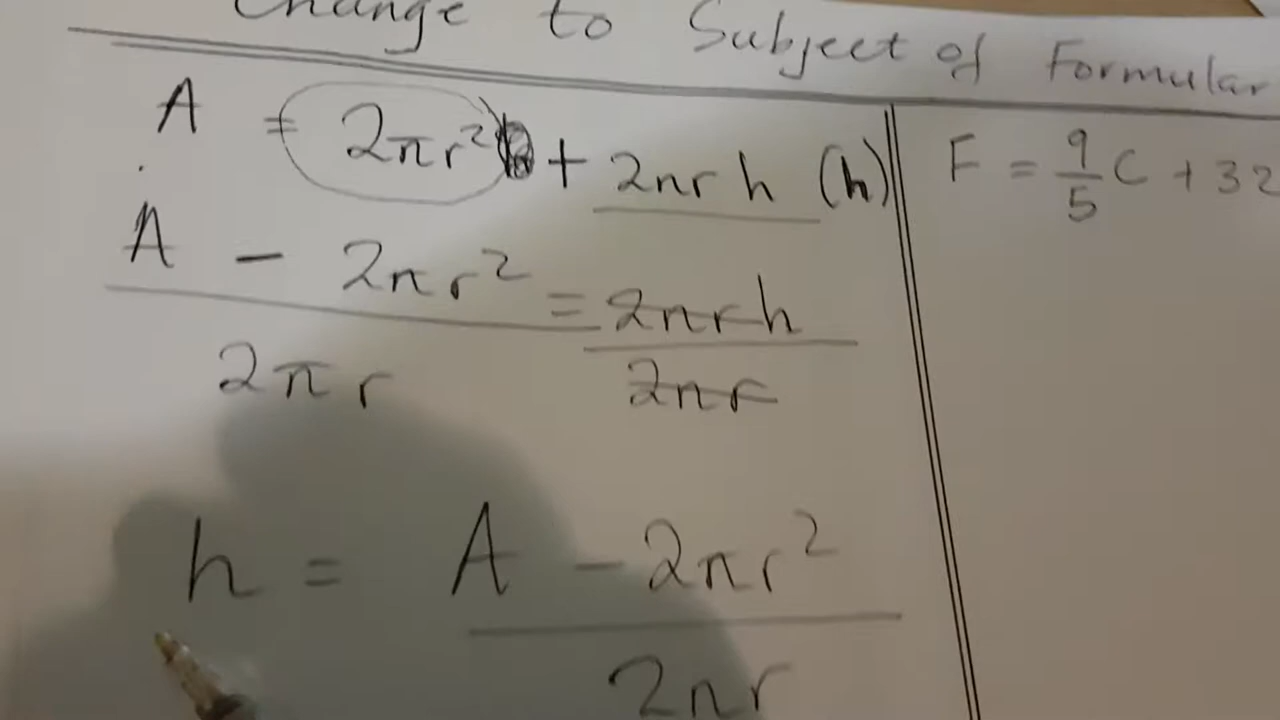 Change to Subject of Formular
A = 2πr² + 2πrh (h)
A - 2πr² = 2πrh
2πr 2πr
h = A - 2πr²
2πr
F = 9/5 C + 32